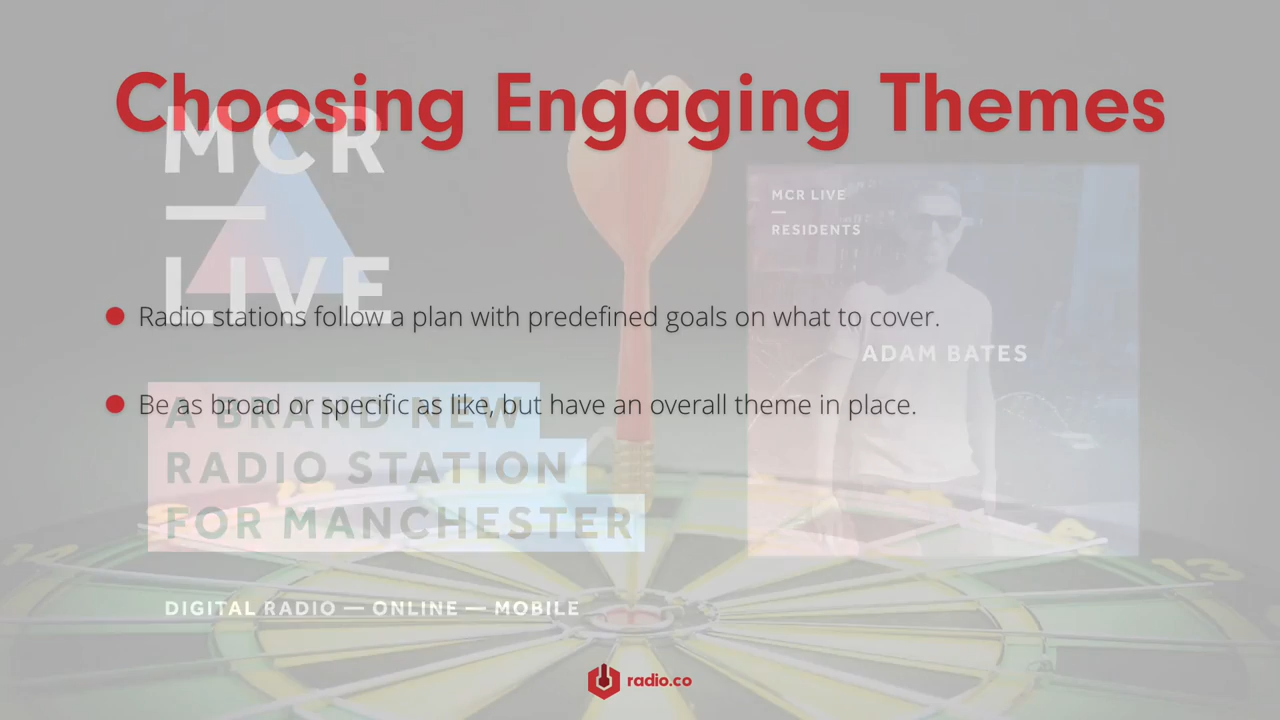 Choosing Engaging Themes
MCR
LIVE
MCR LIVE
RESIDENTS
Radio stations follow a plan with predefined goals on what to cover.
ADAM BATES
Be as broad or specific as like, but have an overall theme in place.
A BRAND NEW
RADIO STATION
FOR MANCHESTER
DIGITAL RADIO — ONLINE — MOBILE
14
13
radio.co